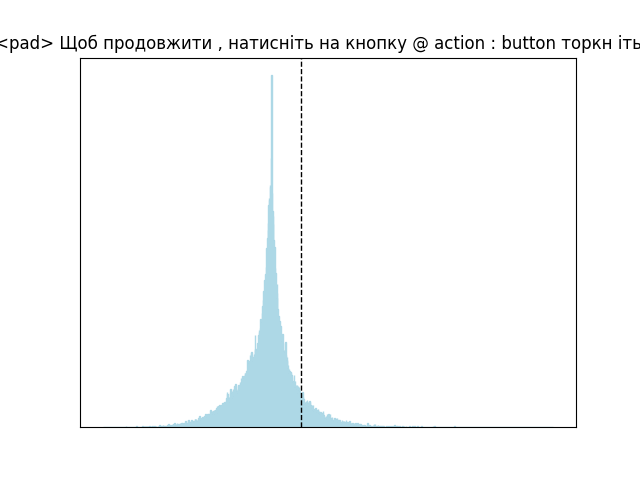 <pad> Щоб продовжити , натисніть на кнопку @ action : button торкн іть